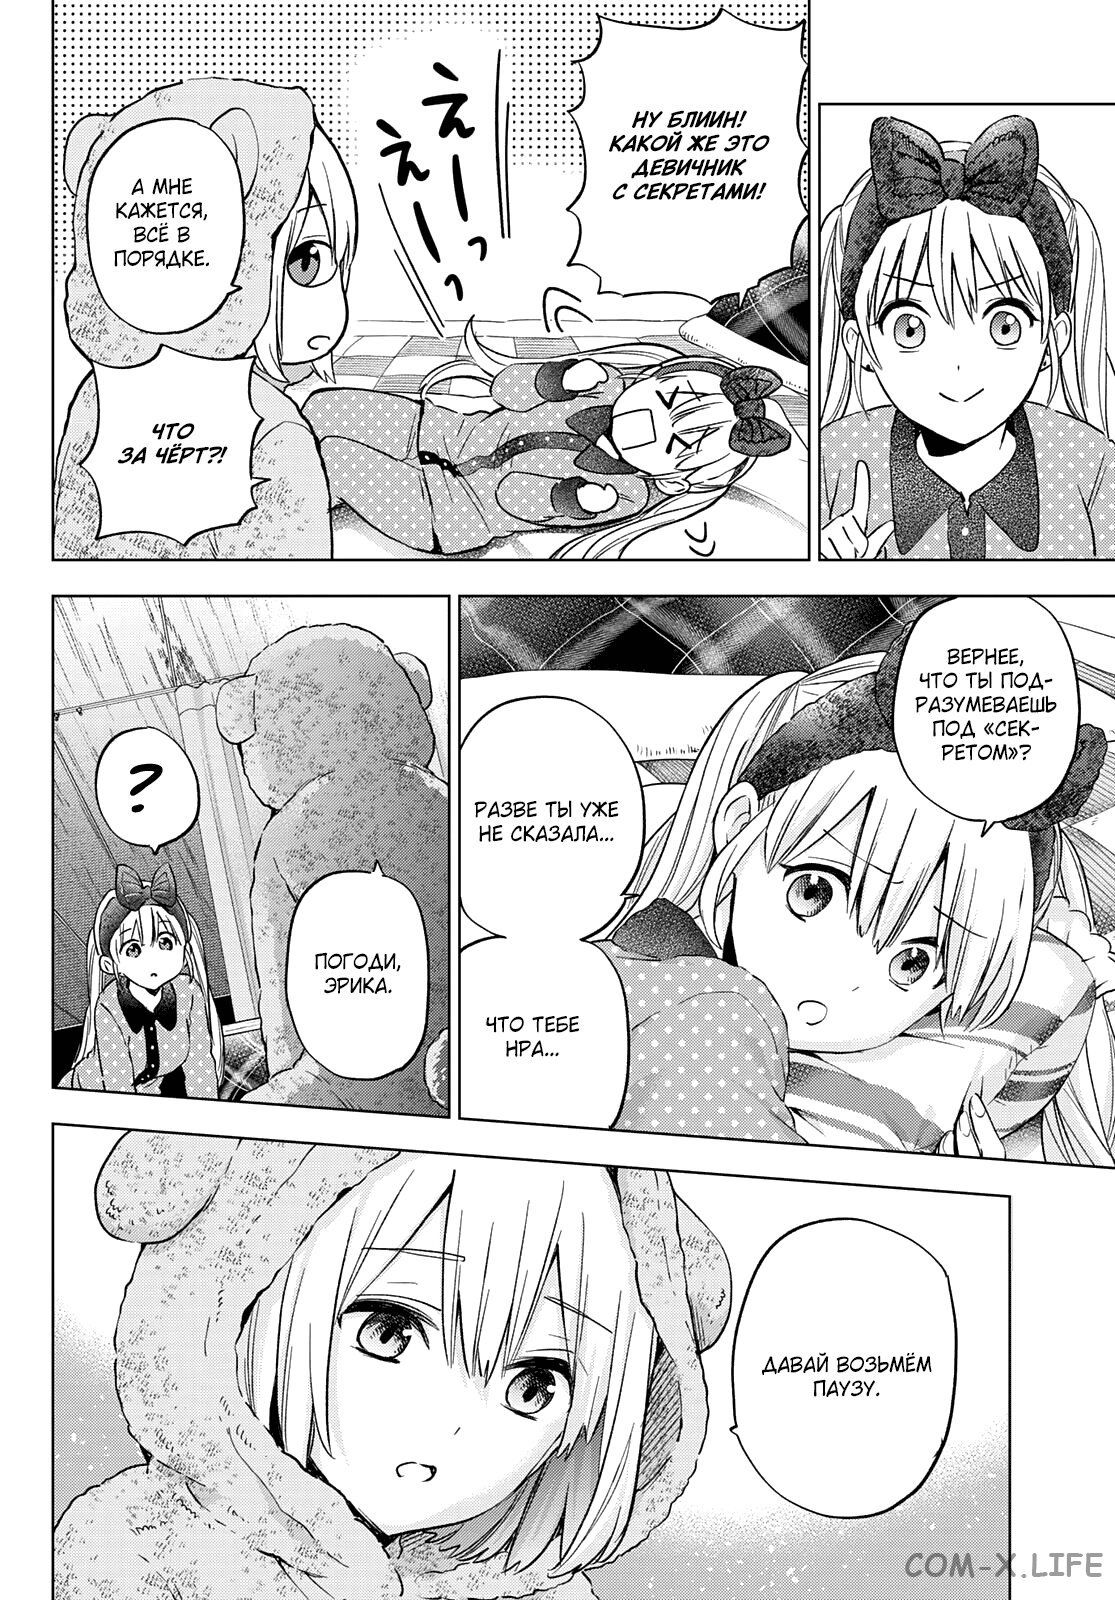 НУ БЛИИН!
КАКОЙ ЖЕ ЭТО
ДЕВИЧНИК
С СЕКРЕТАМИ!
えーっ
えーっ
А МНЕ
КАЖЕТСЯ,
ВСЁ В
ПОРЯДКЕ.
ЧТО
ЗА ЧЁРТ?!
ВЕРНЕЕ,
ЧТО ТЫ ПОД-
РАЗУМЕВАЕШЬ
ПОД «СЕК-
РЕТОМ»?
РАЗВЕ ТЫ УЖЕ
НЕ СКАЗАЛА...
ЧТО ТЕБЕ
НРА...
ПОГОДИ,
ЭРИКА.
?
ДАВАЙ ВОЗЬМЁМ
ПАУЗУ.
COM-X.LIFE